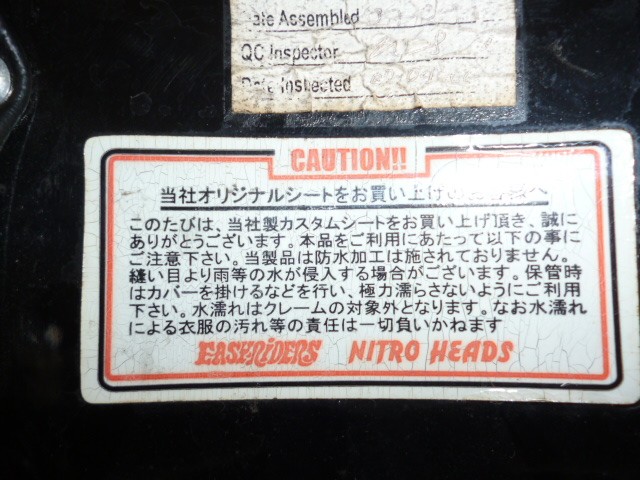 Date Assembled
QC Inspector
Date Inspected
CAUTION!!
当社オリジナルシートをお買い上げのお客様へ
このたびは、当社製カスタムシートをお買い上げ頂き、誠に
ありがとうございます。本品をご利用にあたって以下の事に
ご注意下さい。当製品は防水加工は施されておりません。
縫い目より雨等の水が侵入する場合がございます。保管時
はカバーを掛けるなどを行い、極力濡らさないようにご利用
下さい。水濡れはクレームの対象外となります。なお水濡れ
による衣服の汚れ等の責任は一切負いかねます
EASYRIDERS NITRO HEADS